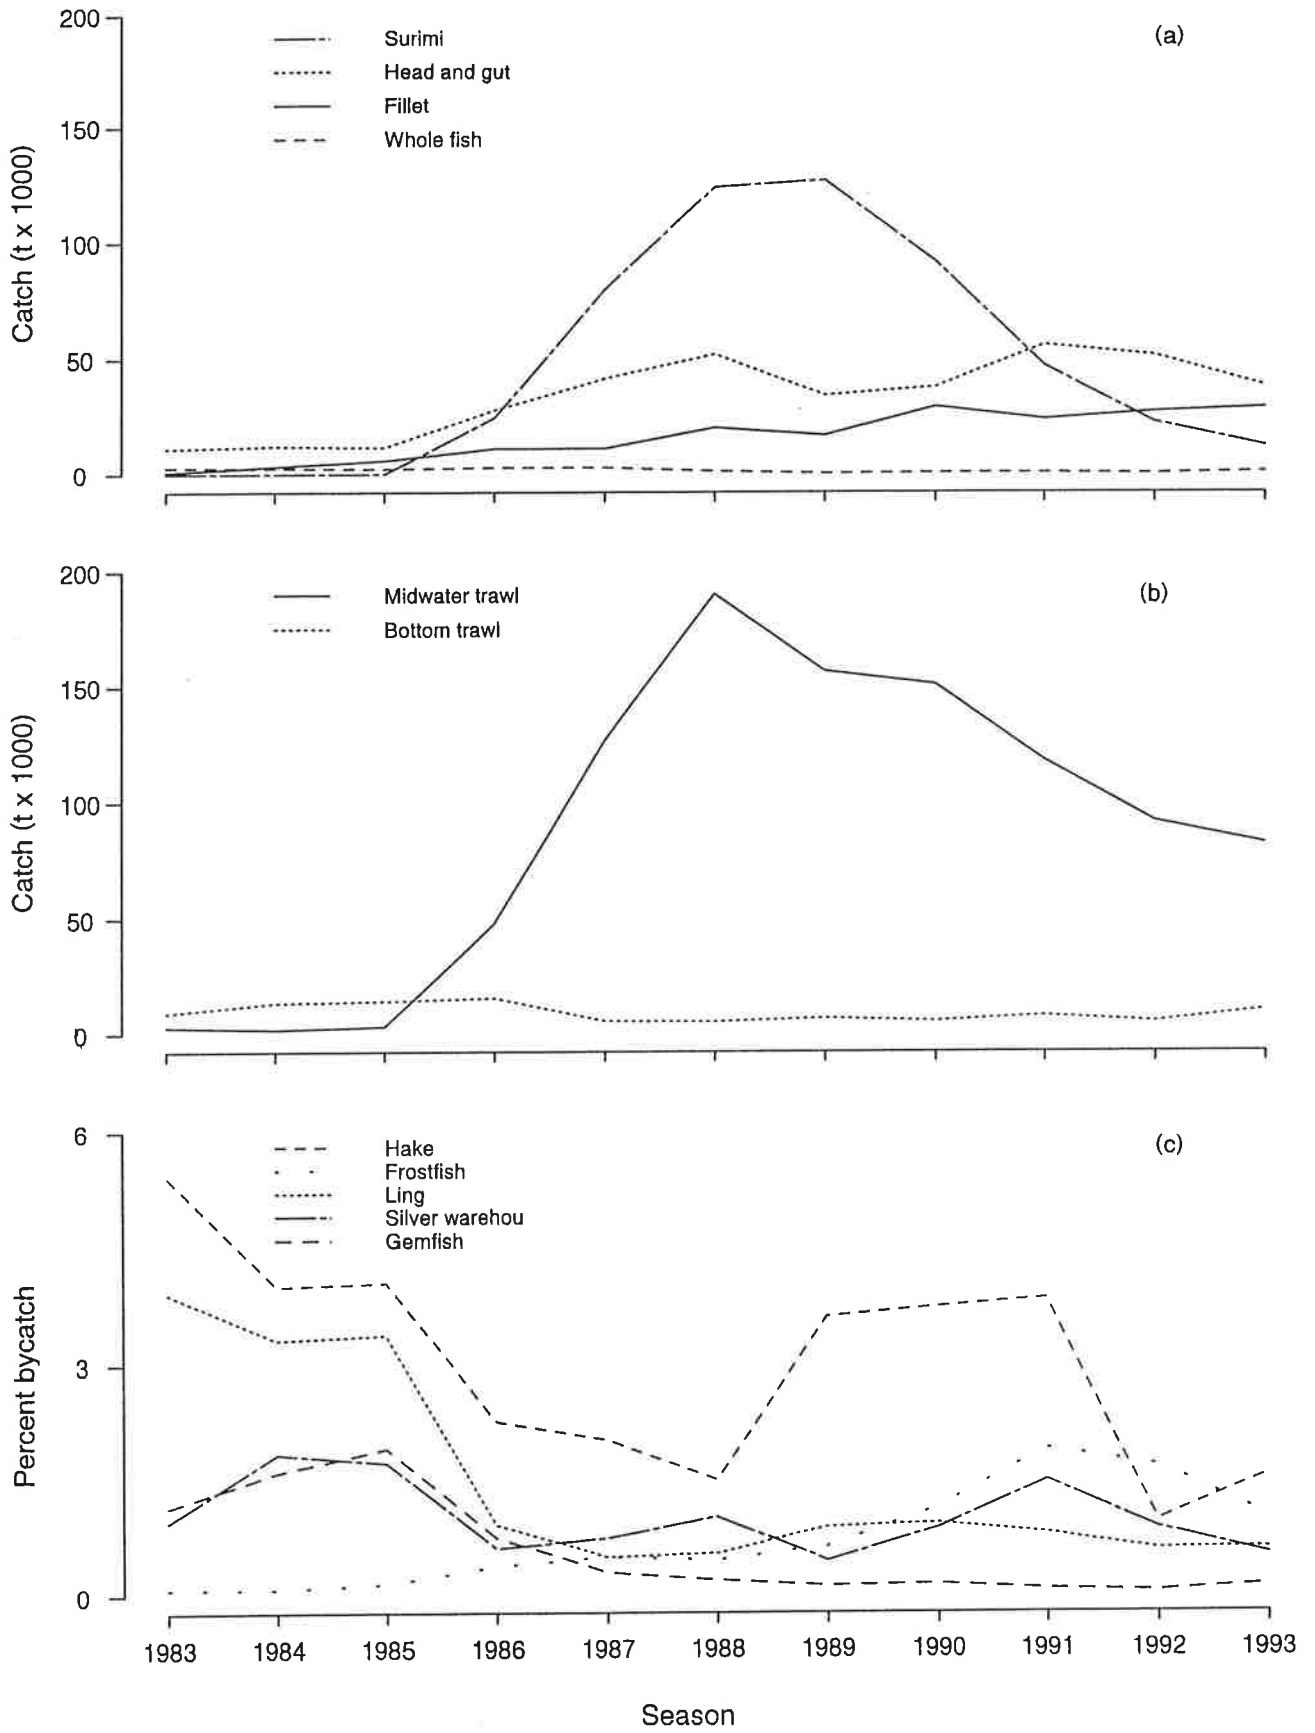 (a)
Surimi
Head and gut
Fillet
Whole fish
200
150
100
50
0
Catch (t x 1000)
(b)
Midwater trawl
Bottom trawl
200
150
100
50
0
Catch (t x 1000)
(c)
Hake
Frostfish
Ling
Silver warehou
Gemfish
6
3
0
Percent bycatch
1983 1984 1985 1986 1987 1988 1989 1990 1991 1992 1993
Season